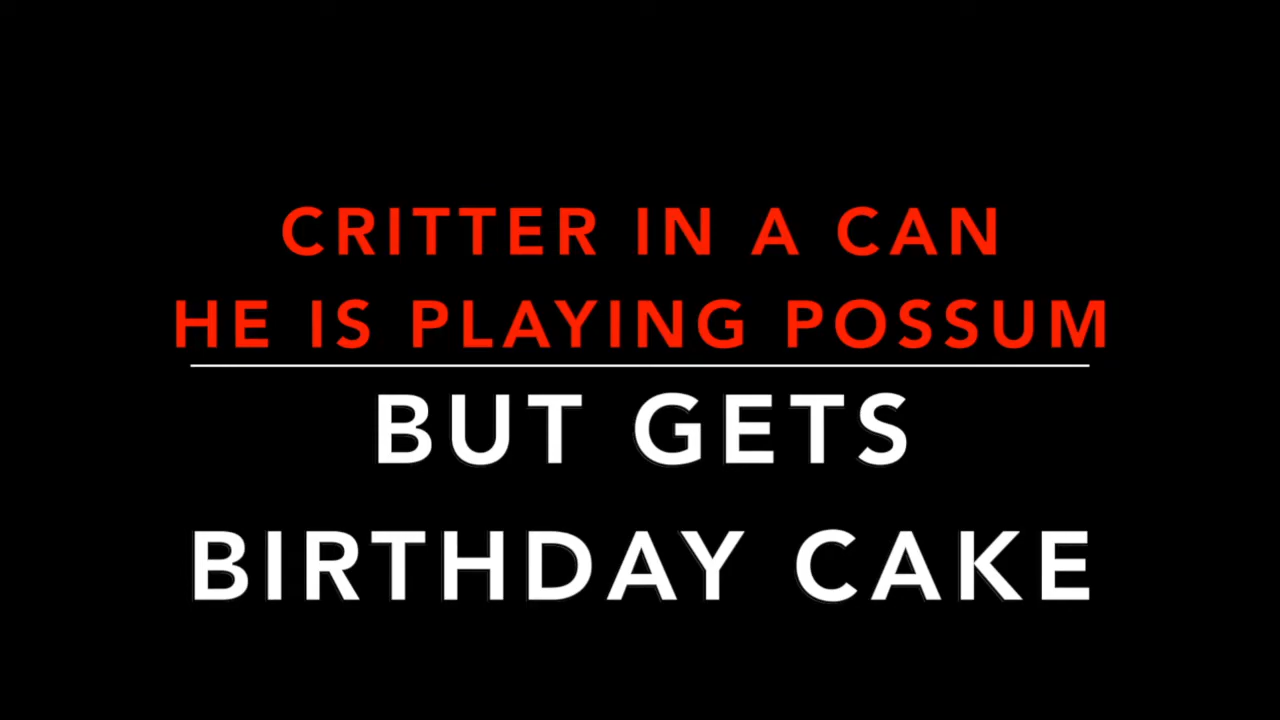 CRITTER IN A CAN
HE IS PLAYING POSSUM
BUT GETS
BIRTHDAY CAKE